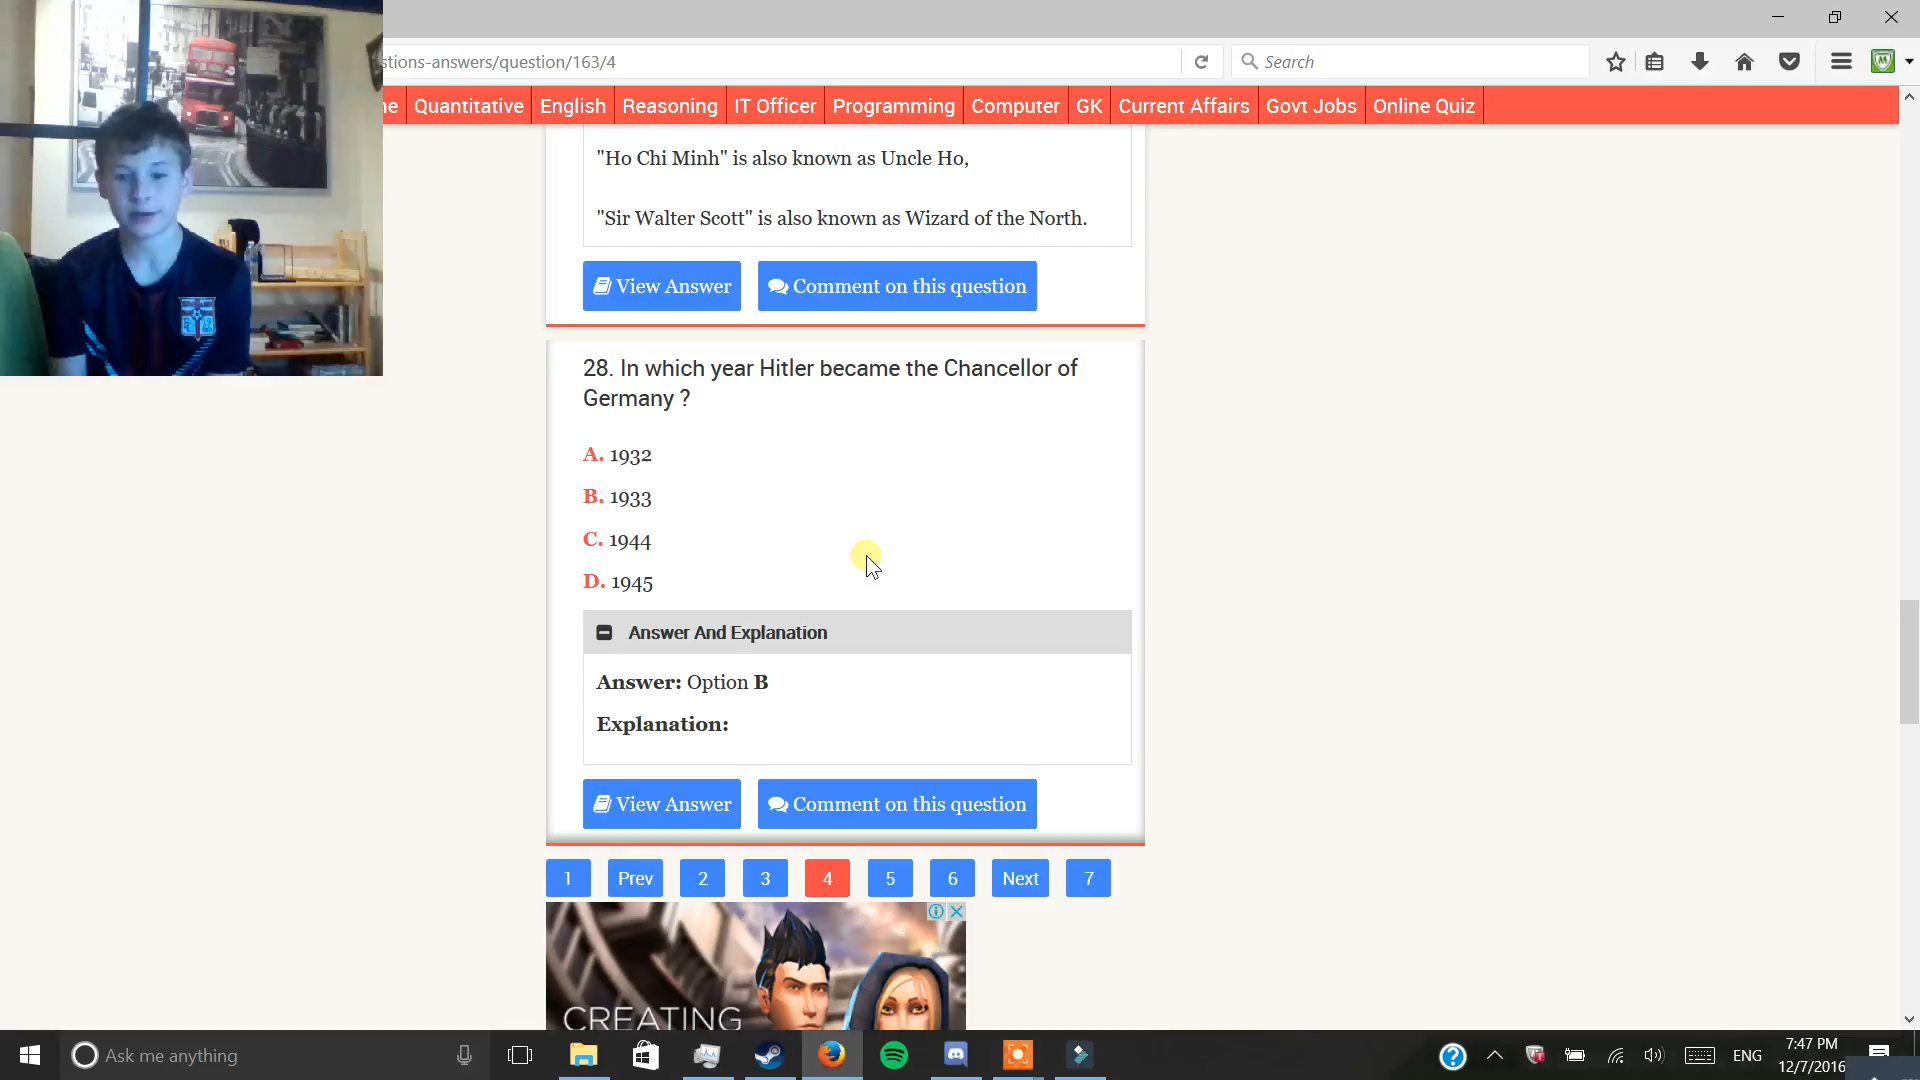 stions-answers/question/163/4
Search
ne Quantitative English Reasoning IT Officer Programming Computer GK Current Affairs Govt Jobs Online Quiz
"Ho Chi Minh" is also known as Uncle Ho,
"Sir Walter Scott" is also known as Wizard of the North.
View Answer Comment on this question
28. In which year Hitler became the Chancellor of
Germany ?
A. 1932
B. 1933
C. 1944
D. 1945
Answer And Explanation
Answer: Option B
Explanation:
View Answer Comment on this question
1 Prev 2 3 4 5 6 Next 7
CREATING
Ask me anything
ENG
7:47 PM
12/7/2016